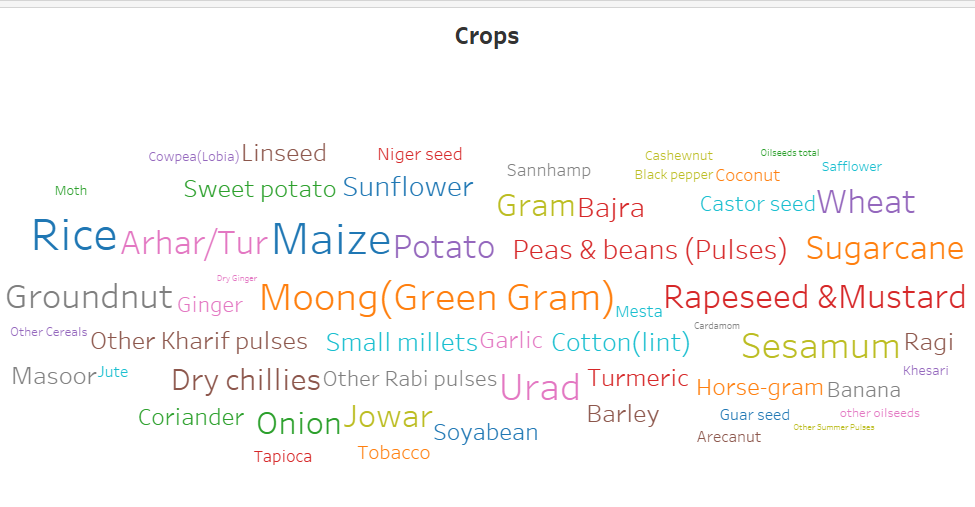 Crops
Cowpea(Lobia) Linseed Niger seed Cashewnut Oilseeds total
Sannhamp Black pepper Coconut Safflower
Moth Sweet potato Sunflower
Gram Bajra Castor seed Wheat
Rice Arhar/Tur Maize Potato Peas & beans (Pulses) Sugarcane
Dry Ginger
Groundnut Ginger Moong(Green Gram) Mesta Rapeseed &Mustard
Other Cereals Other Kharif pulses Small millets Garlic Cotton(lint) Cardamom Sesamum Ragi
Masoor Jute Dry chillies Other Rabi pulses Urad Turmeric Horse-gram Banana Khesari
Coriander Onion Jowar Soyabean Barley Guar seed other oilseeds
Arecanut Other Summer Pulses
Tapioca Tobacco